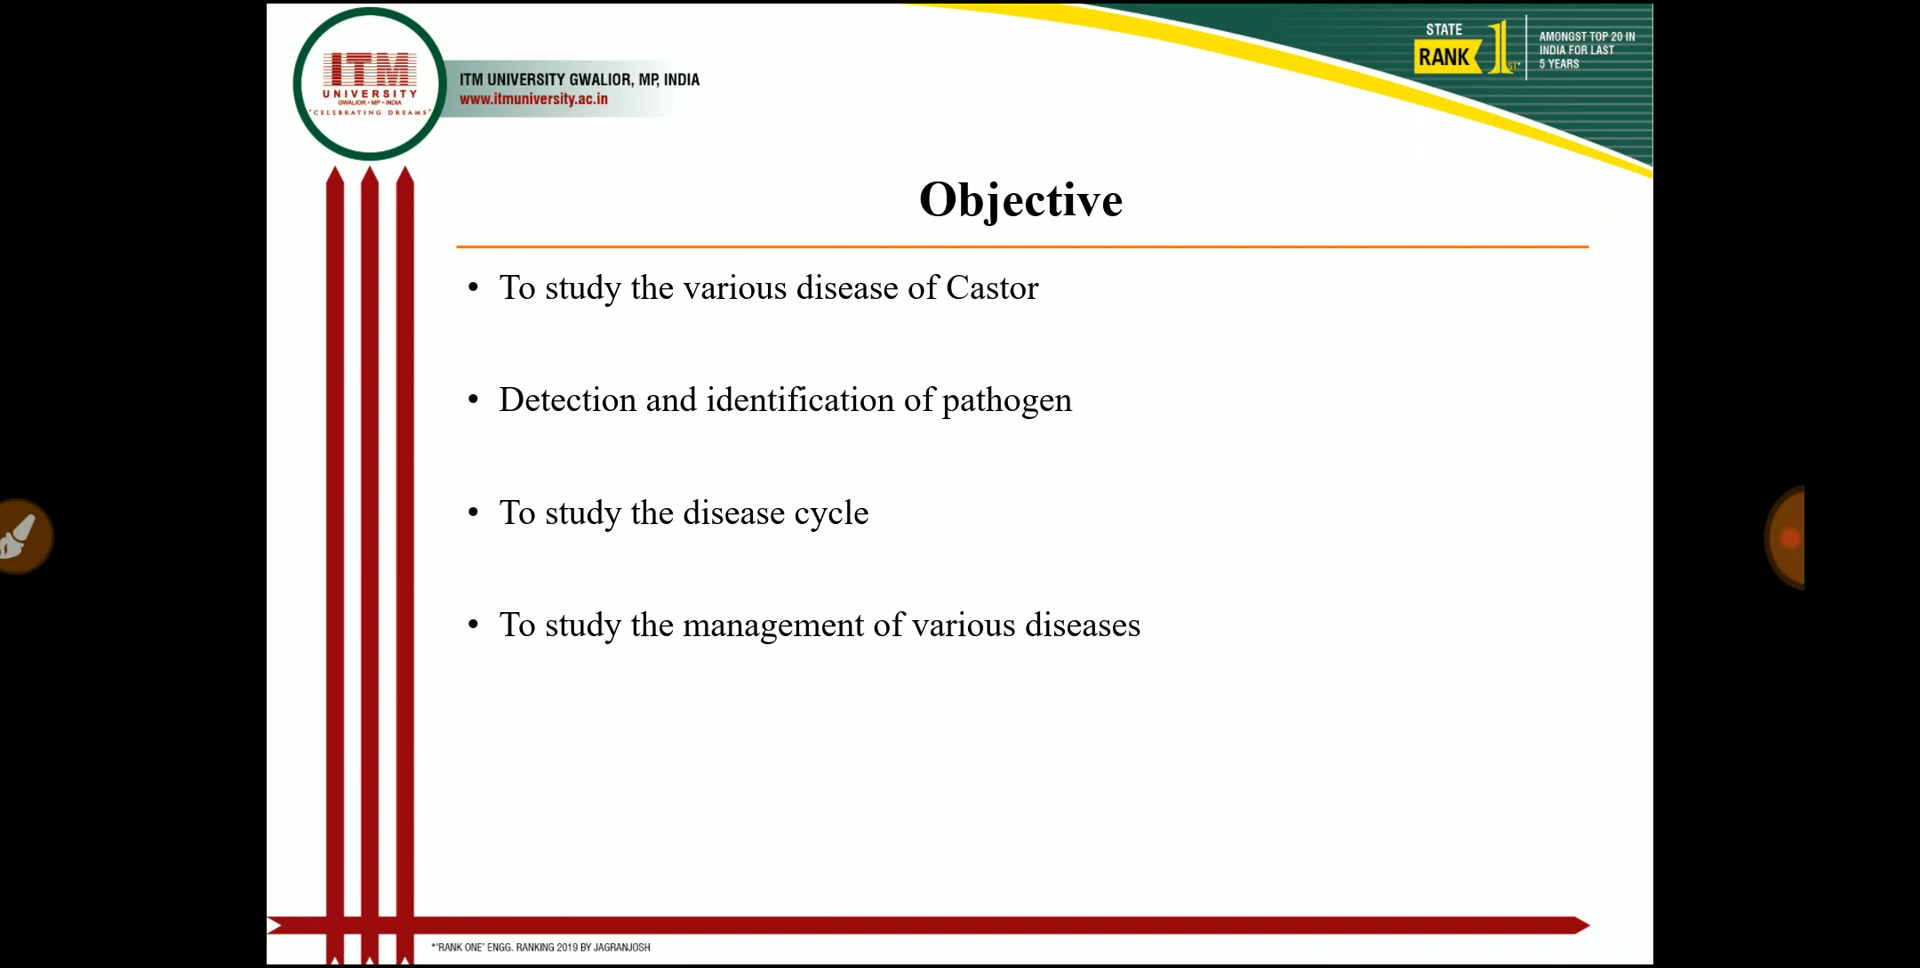 ITM
UNIVERSITY
GWALIOR • MP • INDIA
"CELEBRATING DREAMS"
ITM UNIVERSITY GWALIOR, MP, INDIA
www.itmuniversity.ac.in
STATE
RANK 1ST*
AMONGST TOP 20 IN
INDIA FOR LAST
5 YEARS
Objective
• To study the various disease of Castor
• Detection and identification of pathogen
• To study the disease cycle
• To study the management of various diseases
*'RANK ONE' ENGG. RANKING 2019 BY JAGRANJOSH